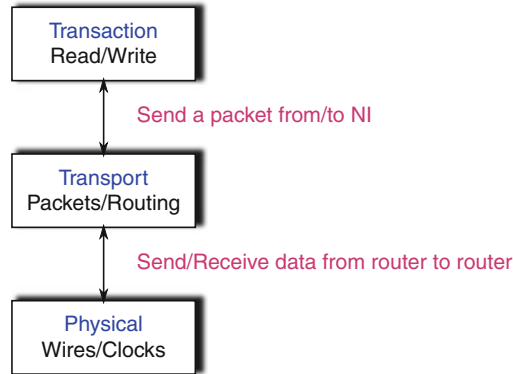 Transaction
Read/Write
Send a packet from/to NI
Transport
Packets/Routing
Send/Receive data from router to router
Physical
Wires/Clocks